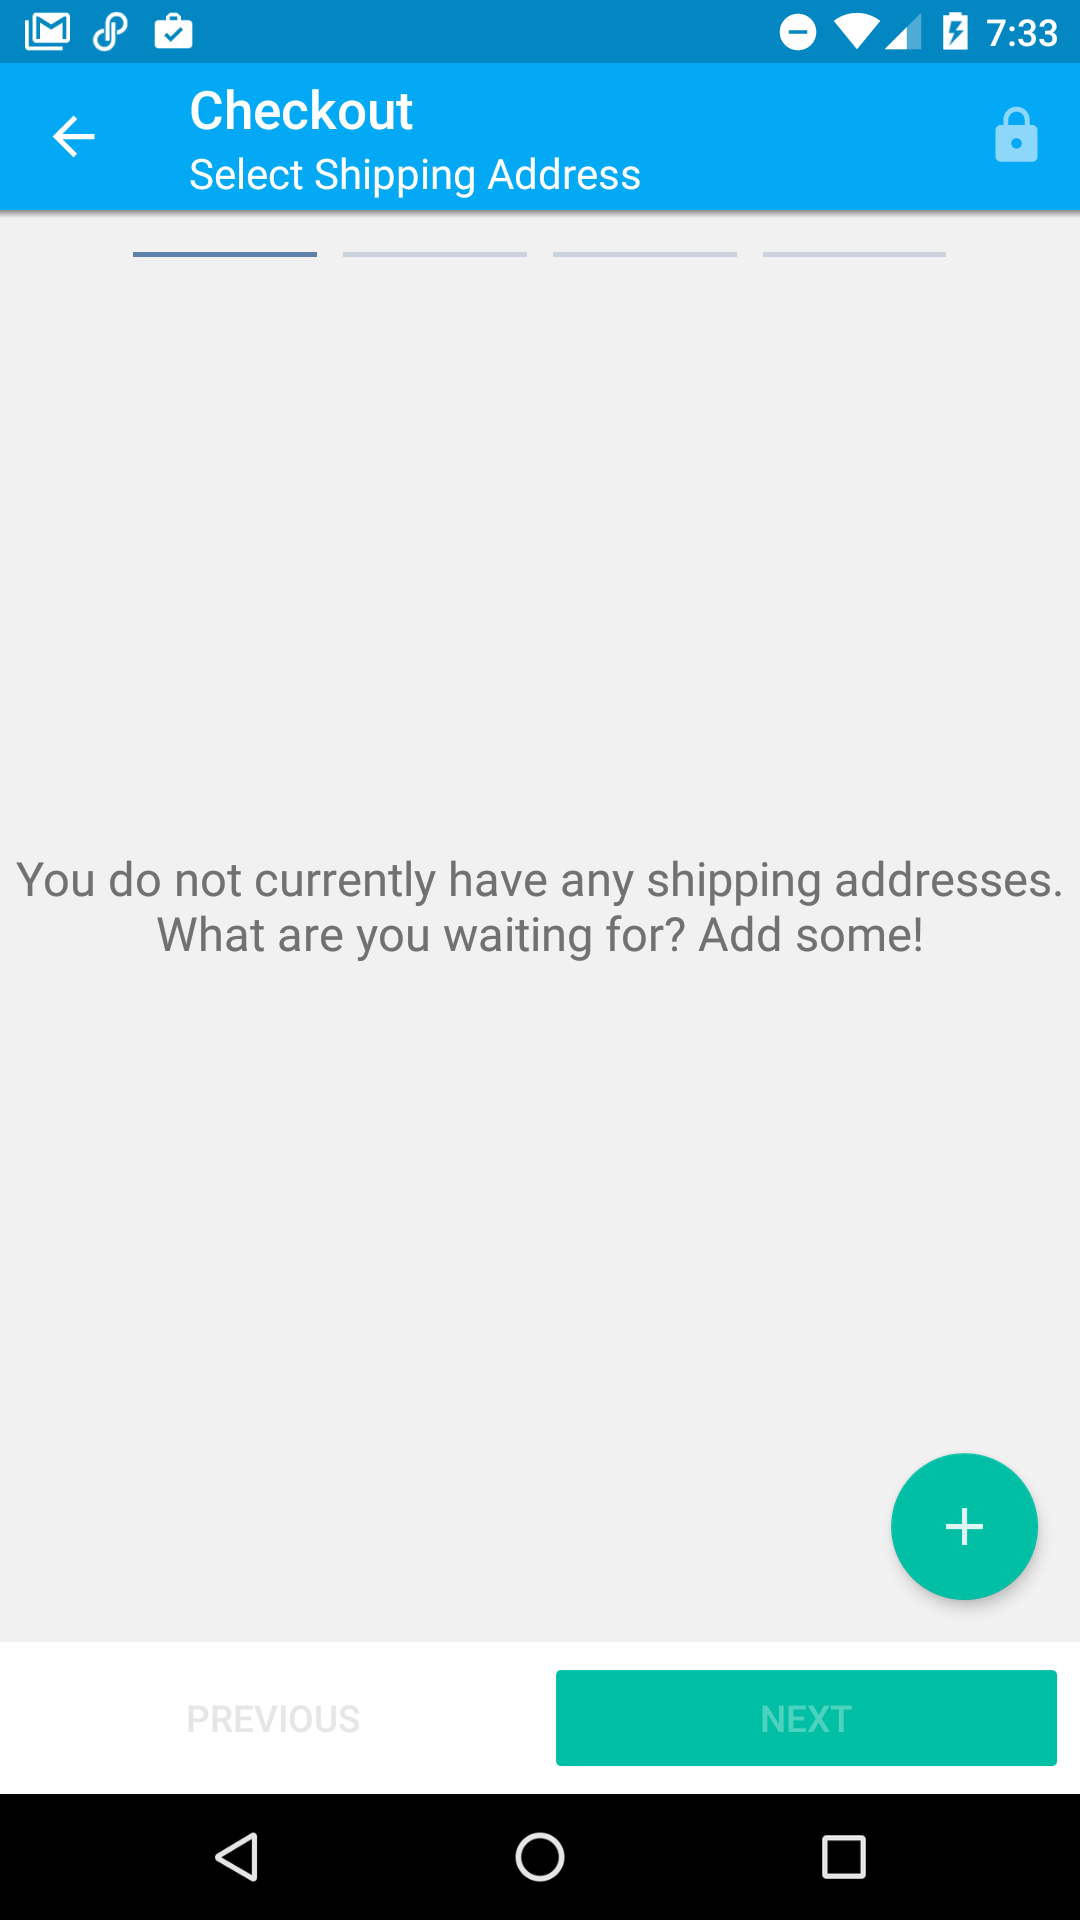 7:33
Checkout
Select Shipping Address
You do not currently have any shipping addresses.
What are you waiting for? Add some!
PREVIOUS
NEXT